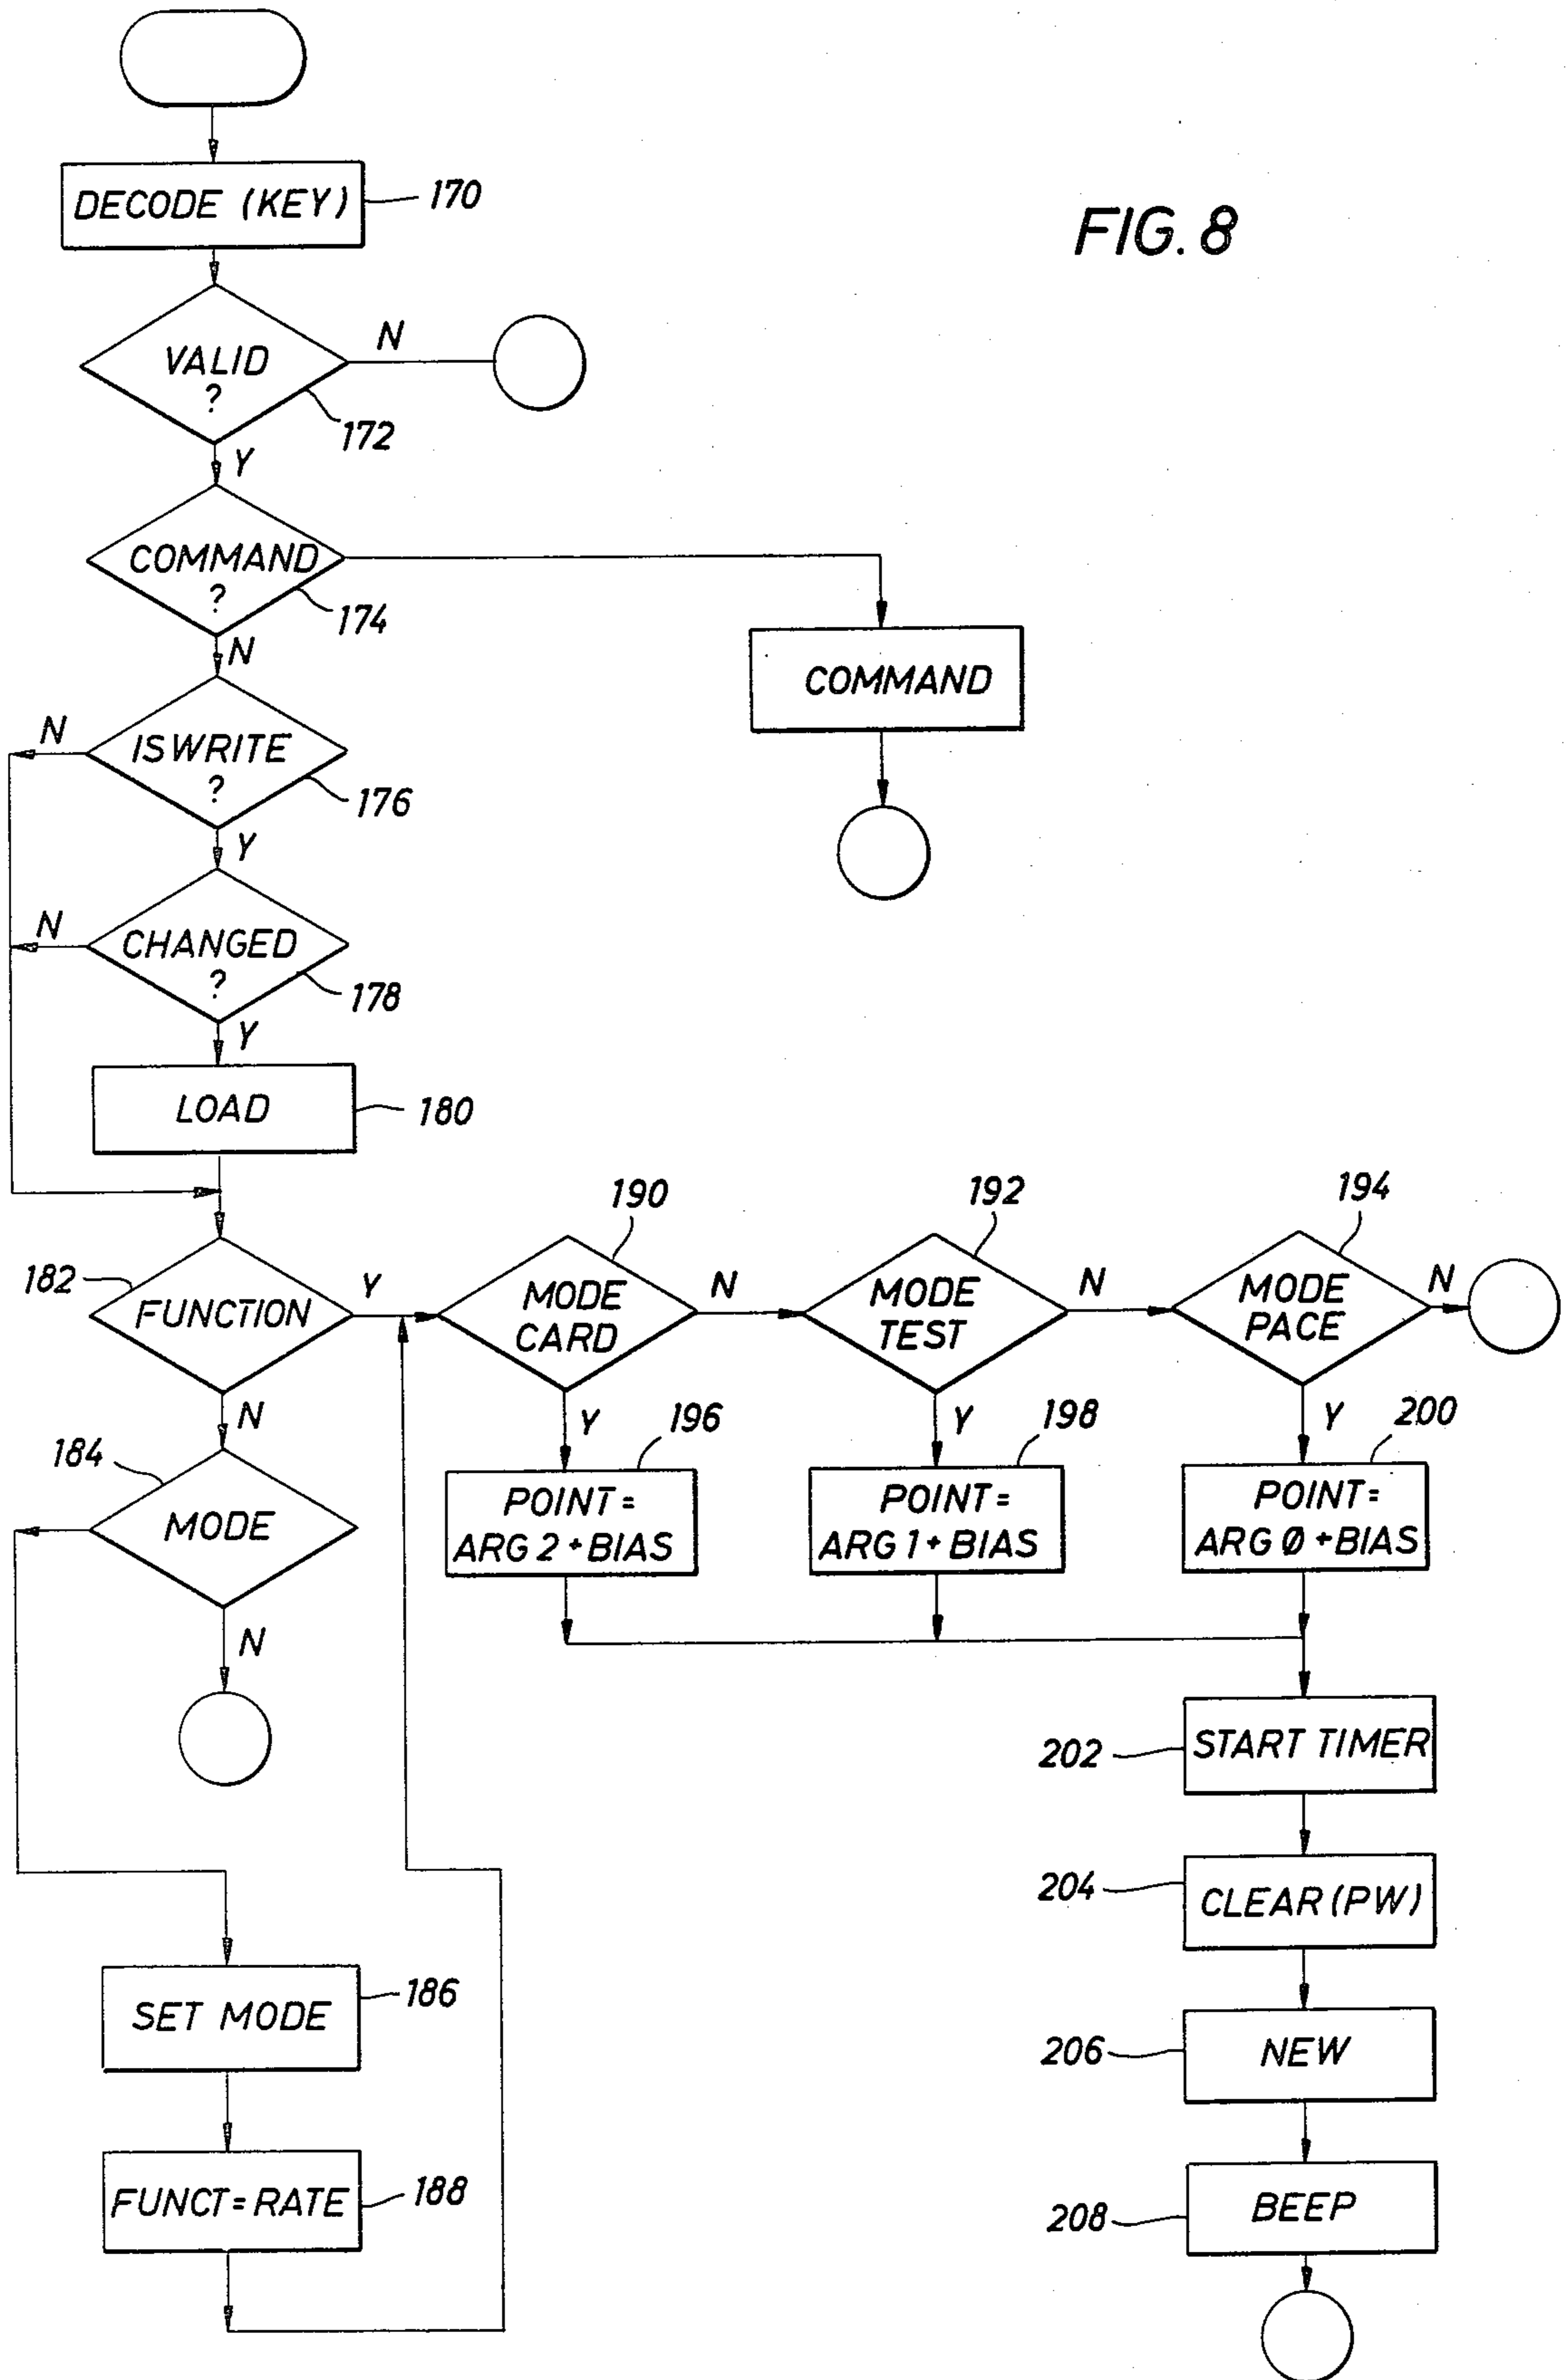 FIG. 8
DECODE (KEY)
170
VALID
?
N
172
Y
COMMAND
?
174
N
COMMAND
ISWRITE
?
N
176
Y
CHANGED
?
N
178
Y
LOAD
180
182
FUNCTION
Y
N
190
MODE
CARD
N
Y
192
MODE
TEST
N
Y
194
MODE
PACE
N
Y
184
MODE
N
196
POINT =
ARG 2 + BIAS
198
POINT =
ARG 1 + BIAS
200
POINT =
ARG 0 + BIAS
202
START TIMER
204
CLEAR (PW)
SET MODE
186
206
NEW
FUNCT = RATE
188
208
BEEP